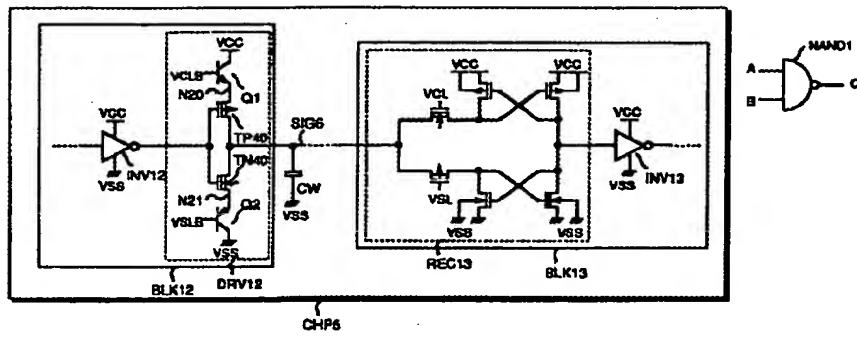 VCC
VCLB
N20
Q1
TP40
TN40
N21
VSLB
Q2
VSS
VCC
INV12
VSS
SIG6
CW
VSS
VCC
VCC
VCL
VSL
VSS
VSS
VCC
INV13
VSS
BLK12
DRV12
REC13
BLK13
CHP5
NAND1
A
B